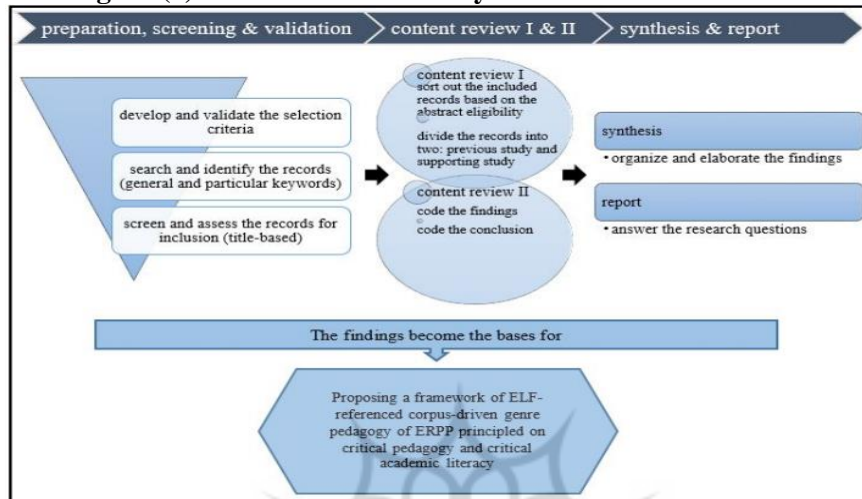 preparation, screening & validation
content review I & II
synthesis & report
develop and validate the selection
criteria
search and identify the records
(general and particular keywords)
screen and assess the records for
inclusion (title-based)
content review I
sort out the included
records based on the
abstract eligibility
divide the records into
two: previous study and
supporting study
content review II
code the findings
code the conclusion
synthesis
• organize and elaborate the findings
report
• answer the research questions
The findings become the bases for
Proposing a framework of ELF-
referenced corpus-driven genre
pedagogy of ERPP principled on
critical pedagogy and critical
academic literacy